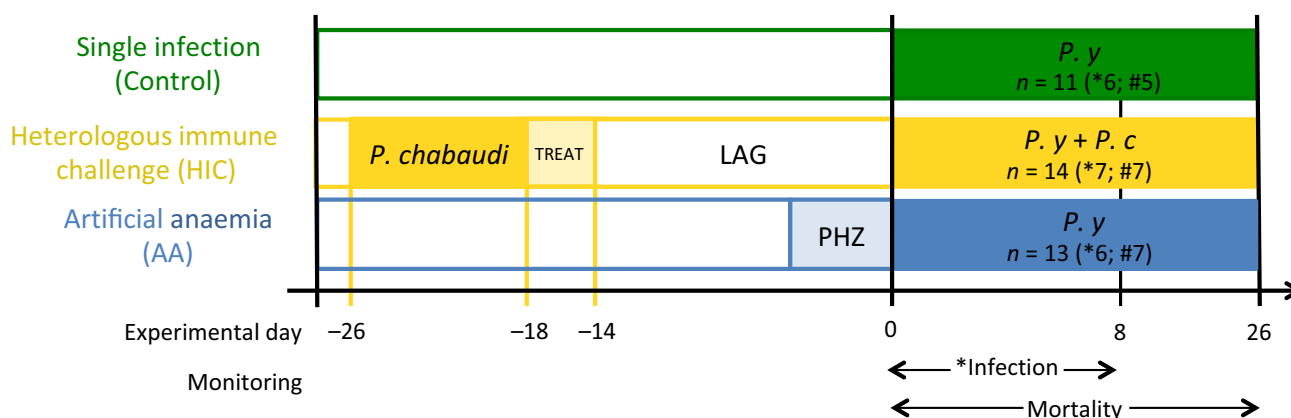 Single infection
(Control)
P. y
n = 11 (*6; #5)
Heterologous immune
challenge (HIC)
P. chabaudi
TREAT
LAG
P. y + P. c
n = 14 (*7; #7)
Artificial anaemia
(AA)
PHZ
P. y
n = 13 (*6; #7)
Experimental day
–26
–18
–14
0
8
26
Monitoring
*Infection
Mortality